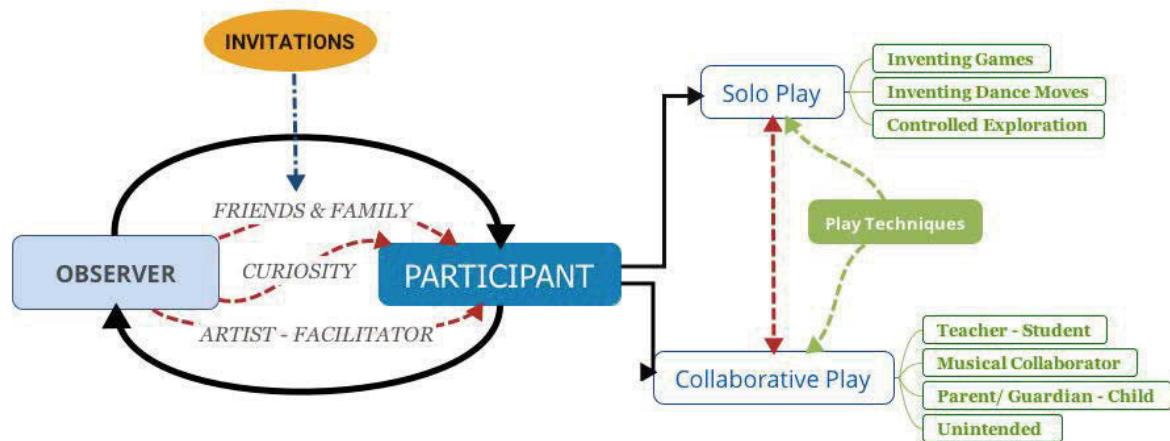 INVITATIONS
FRIENDS & FAMILY
OBSERVER
CURIOSITY
PARTICIPANT
ARTIST - FACILITATOR
Solo Play
Inventing Games
Inventing Dance Moves
Controlled Exploration
Play Techniques
Collaborative Play
Teacher - Student
Musical Collaborator
Parent/ Guardian - Child
Unintended